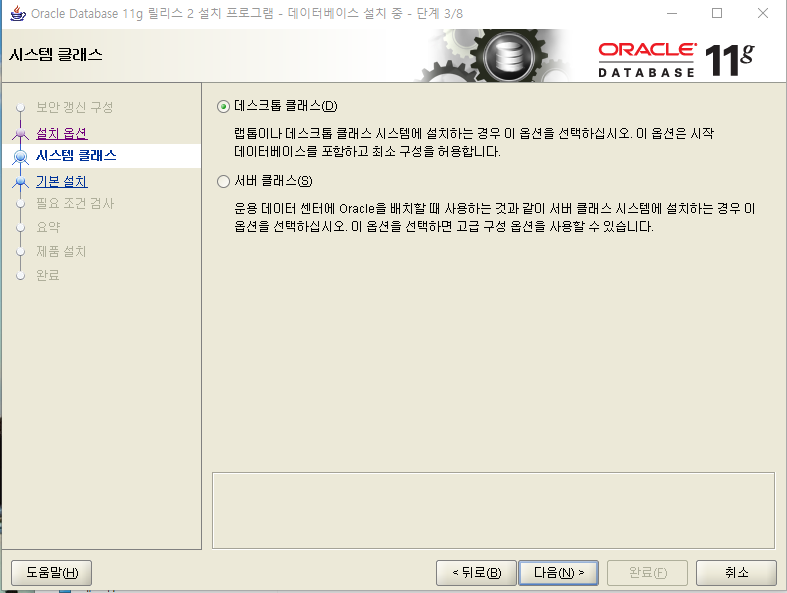 Oracle Database 11g 릴리스 2 설치 프로그램 - 데이터베이스 설치 중 - 단계 3/8
시스템 클래스
ORACLE
DATABASE
11g
보안 갱신 구성
설치 옵션
시스템 클래스
기본 설치
필요 조건 검사
요약
제품 설치
완료
데스크톱 클래스(D)
랩톱이나 데스크톱 클래스 시스템에 설치하는 경우 이 옵션을 선택하십시오. 이 옵션은 시작
데이터베이스를 포함하고 최소 구성을 허용합니다.
서버 클래스(S)
운용 데이터 센터에 Oracle을 배치할 때 사용하는 것과 같이 서버 클래스 시스템에 설치하는 경우 이
옵션을 선택하십시오. 이 옵션을 선택하면 고급 구성 옵션을 사용할 수 있습니다.
도움말(H)
< 뒤로(B)
다음(N) >
완료(F)
취소